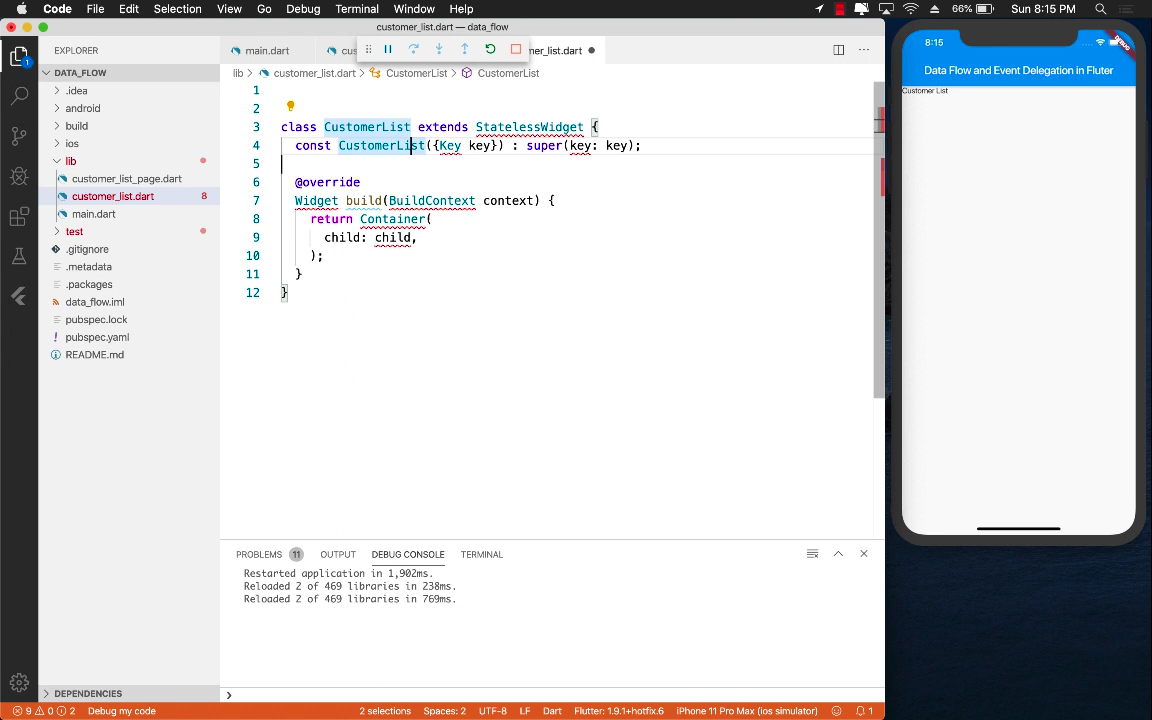 Code File Edit Selection View Go Debug Terminal Window Help 66% Sun 8:15 PM
customer_list.dart — data_flow
EXPLORER
main.dart cus mer_list.dart
DATA_FLOW
lib customer_list.dart CustomerList CustomerList
.idea
android
build
ios
lib
customer_list_page.dart
customer_list.dart 8
main.dart
test
.gitignore
.metadata
.packages
data_flow.iml
pubspec.lock
pubspec.yaml
README.md
DEPENDENCIES
1
1
2
3 class CustomerList extends StatelessWidget {
4 const CustomerList({Key key}) : super(key: key);
5
6 @override
7 Widget build(BuildContext context) {
8 return Container(
9 child: child,
10 );
11 }
12 }
PROBLEMS 11 OUTPUT DEBUG CONSOLE TERMINAL
Restarted application in 1,902ms.
Reloaded 2 of 469 libraries in 238ms.
Reloaded 2 of 469 libraries in 769ms.
9 0 2 Debug my code 2 selections Spaces: 2 UTF-8 LF Dart Flutter: 1.9.1+hotfix.6 iPhone 11 Pro Max (ios simulator) 1
8:15
DEBUG
Data Flow and Event Delegation in Fluter
Customer List